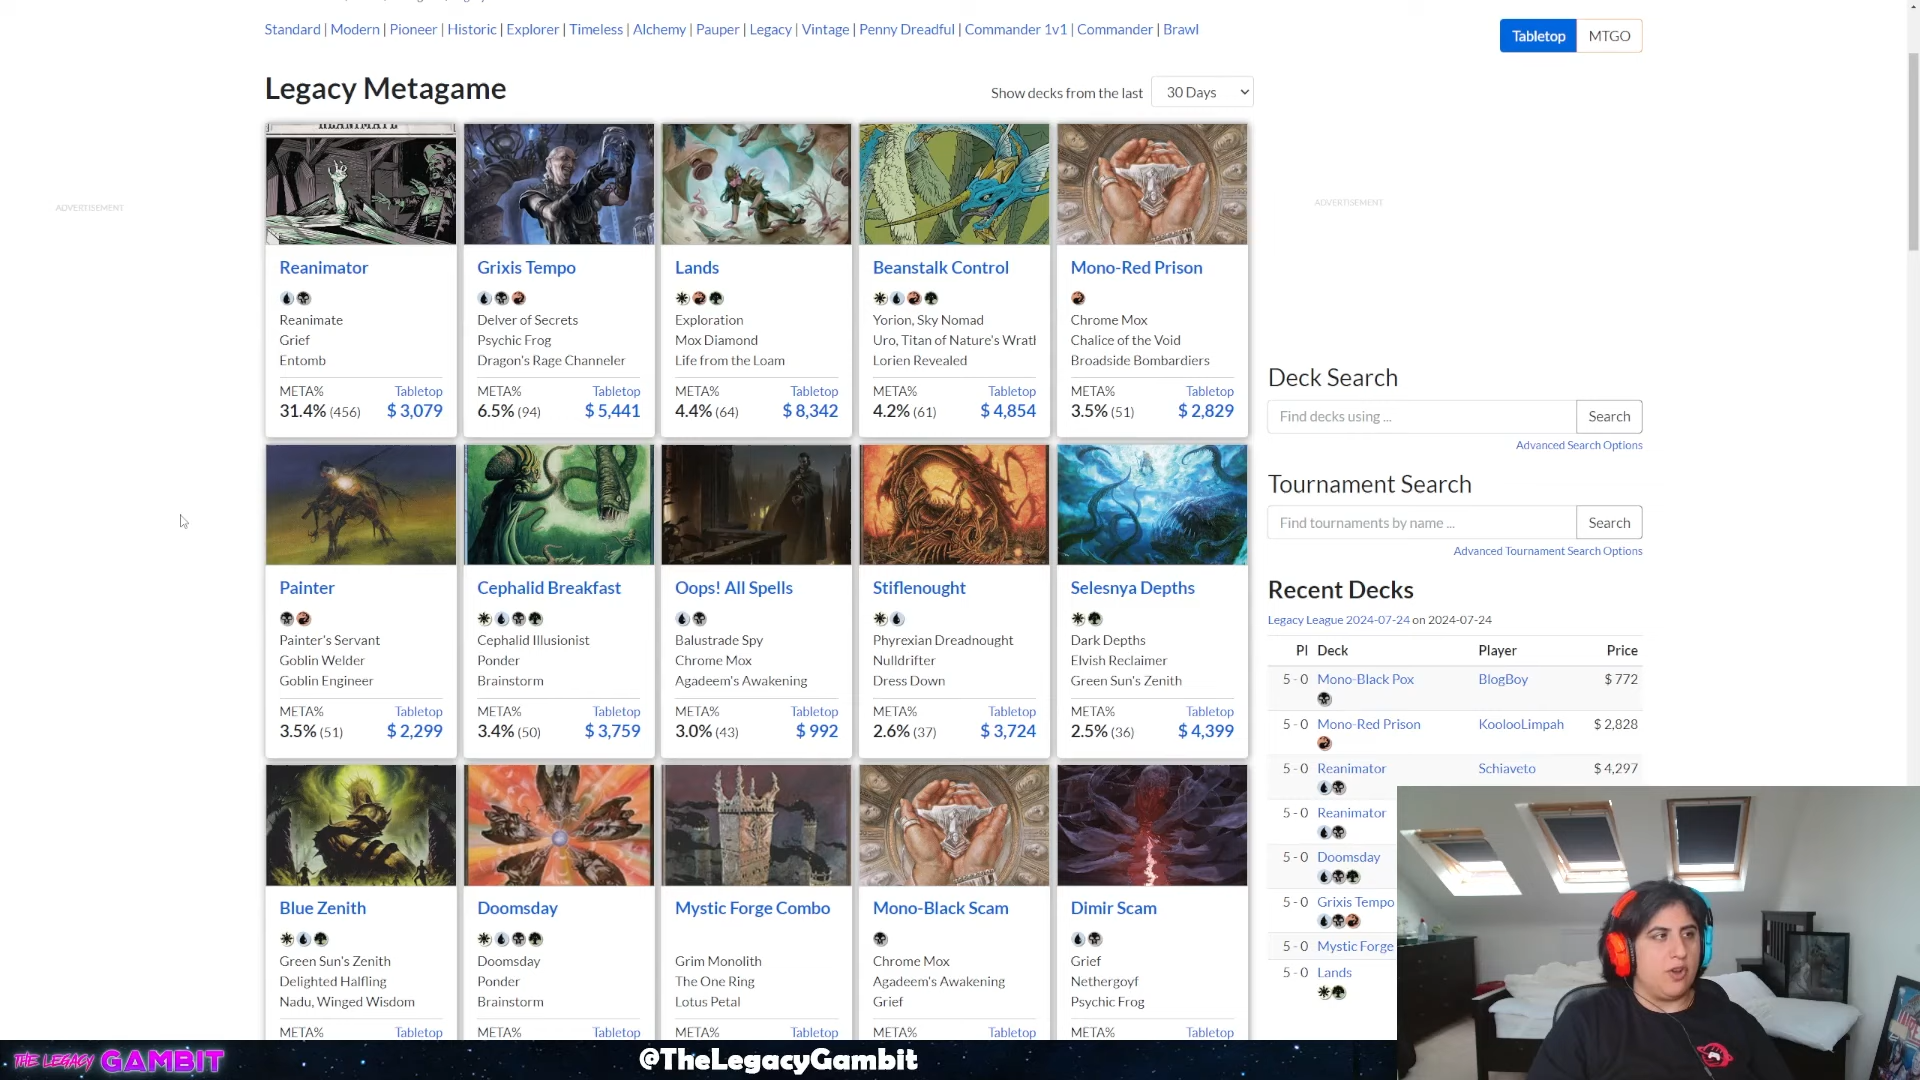 Standard | Modern | Pioneer | Historic | Explorer | Timeless | Alchemy | Pauper | Legacy | Vintage | Penny Dreadful | Commander 1v1 | Commander | Brawl
Tabletop MTGO
Legacy Metagame
Show decks from the last 30 Days
REANIMATE
Reanimator
Reanimate
Grief
Entomb
META% Tabletop
31.4% (456) $ 3,079
Grixis Tempo
Delver of Secrets
Psychic Frog
Dragon's Rage Channeler
META% Tabletop
6.5% (94) $ 5,441
Lands
Exploration
Mox Diamond
Life from the Loam
META% Tabletop
4.4% (64) $ 8,342
Beanstalk Control
Yorion, Sky Nomad
Uro, Titan of Nature's Wratl
Lorien Revealed
META% Tabletop
4.2% (61) $ 4,854
Mono-Red Prison
Chrome Mox
Chalice of the Void
Broadside Bombardiers
META% Tabletop
3.5% (51) $ 2,829
Painter
Painter's Servant
Goblin Welder
Goblin Engineer
META% Tabletop
3.5% (51) $ 2,299
Cephalid Breakfast
Cephalid Illusionist
Ponder
Brainstorm
META% Tabletop
3.4% (50) $ 3,759
Oops! All Spells
Balustrade Spy
Chrome Mox
Agadeem's Awakening
META% Tabletop
3.0% (43) $ 992
Stiflenought
Phyrexian Dreadnought
Nulldrifter
Dress Down
META% Tabletop
2.6% (37) $ 3,724
Selesnya Depths
Dark Depths
Elvish Reclaimer
Green Sun's Zenith
META% Tabletop
2.5% (36) $ 4,399
Blue Zenith
Green Sun's Zenith
Delighted Halfling
Nadu, Winged Wisdom
META% Tabletop
Doomsday
Doomsday
Ponder
Brainstorm
META% Tabletop
Mystic Forge Combo
Grim Monolith
The One Ring
Lotus Petal
META% Tabletop
Mono-Black Scam
Chrome Mox
Agadeem's Awakening
Grief
META% Tabletop
Dimir Scam
Grief
Nethergoyf
Psychic Frog
META% Tabletop
ADVERTISEMENT
ADVERTISEMENT
Deck Search
Find decks using ... Search
Advanced Search Options
Tournament Search
Find tournaments by name ... Search
Advanced Tournament Search Options
Recent Decks
Legacy League 2024-07-24 on 2024-07-24
Pl Deck Player Price
5 - 0 Mono-Black Pox BlogBoy $ 772
5 - 0 Mono-Red Prison KoolooLimpah $ 2,828
5 - 0 Reanimator Schiaveto $ 4,297
5 - 0 Reanimator
5 - 0 Doomsday
5 - 0 Grixis Tempo
5 - 0 Mystic Forge
5 - 0 Lands
THE LEGACY GAMBIT
@TheLegacyGambit